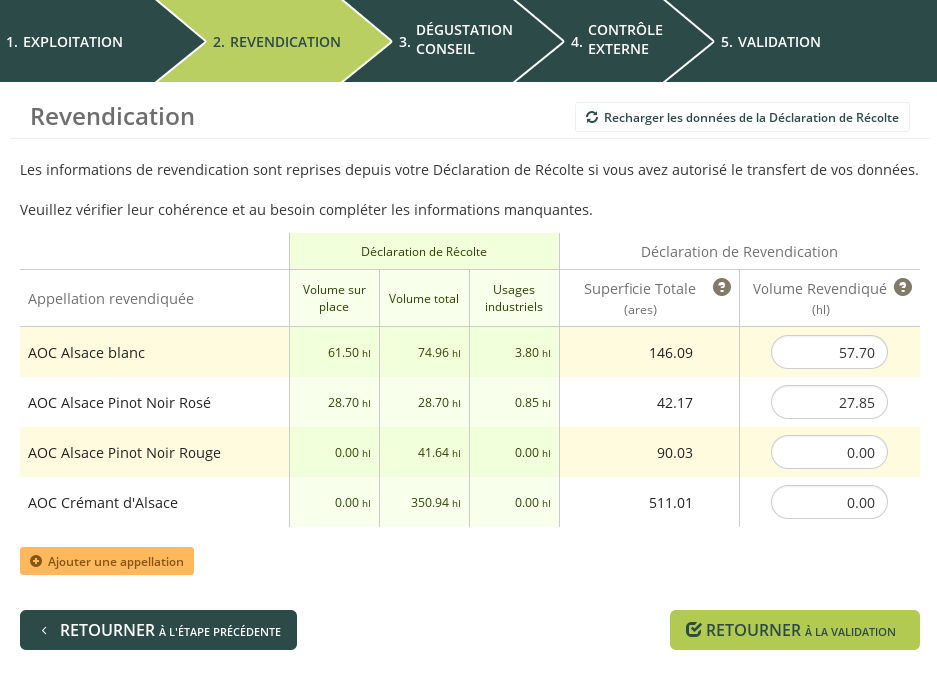 1. EXPLOITATION
2. REVENDICATION
3. DÉGUSTATION
CONSEIL
4. CONTRÔLE
EXTERNE
5. VALIDATION
Revendication
Recharger les données de la Déclaration de Récolte
Les informations de revendication sont reprises depuis votre Déclaration de Récolte si vous avez autorisé le transfert de vos données.
Veuillez vérifier leur cohérence et au besoin compléter les informations manquantes.
Déclaration de Récolte Déclaration de Revendication
Appellation revendiquée
Volume sur
place
Volume total
Usages
industriels
Superficie Totale ?
(ares)
Volume Revendiqué ?
(hl)
AOC Alsace blanc 61.50 hl 74.96 hl 3.80 hl 146.09 57.70
AOC Alsace Pinot Noir Rosé 28.70 hl 28.70 hl 0.85 hl 42.17 27.85
AOC Alsace Pinot Noir Rouge 0.00 hl 41.64 hl 0.00 hl 90.03 0.00
AOC Crémant d'Alsace 0.00 hl 350.94 hl 0.00 hl 511.01 0.00
Ajouter une appellation
‹ RETOURNER À L'ÉTAPE PRÉCÉDENTE
RETOURNER À LA VALIDATION